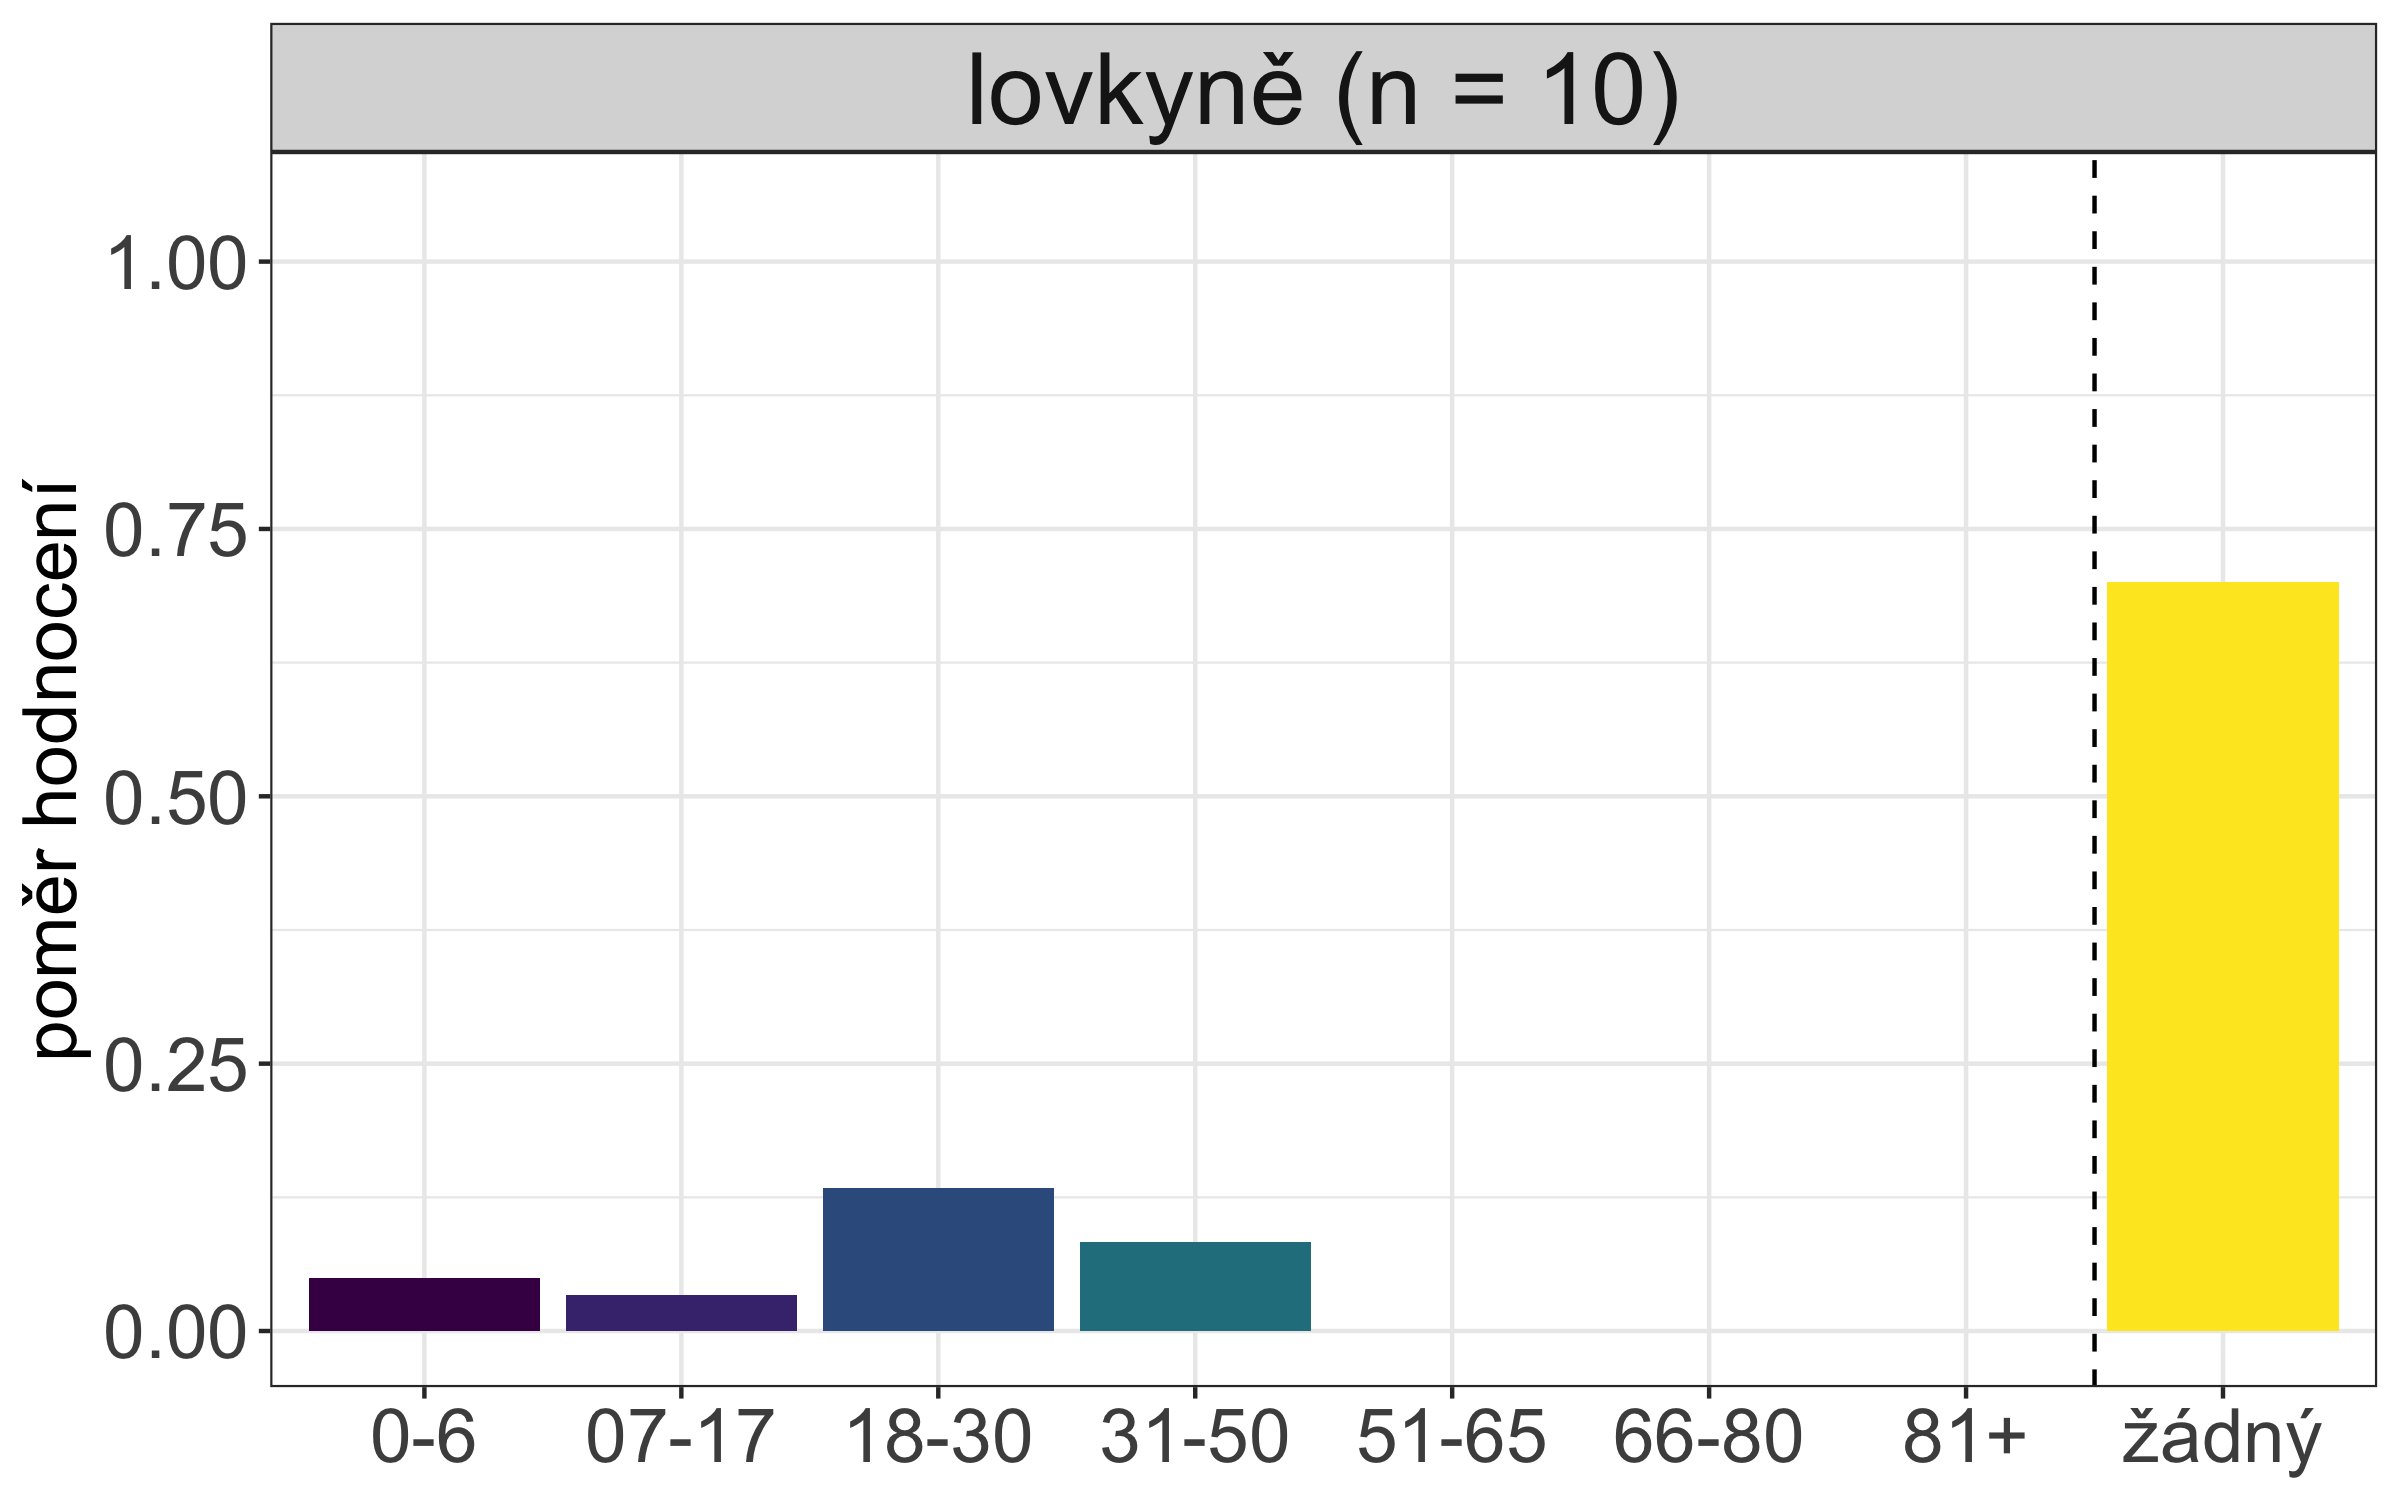 lovkyně (n = 10)
poměr hodnocení
1.00
0.75
0.50
0.25
0.00
0-6 07-17 18-30 31-50 51-65 66-80 81+ žádný